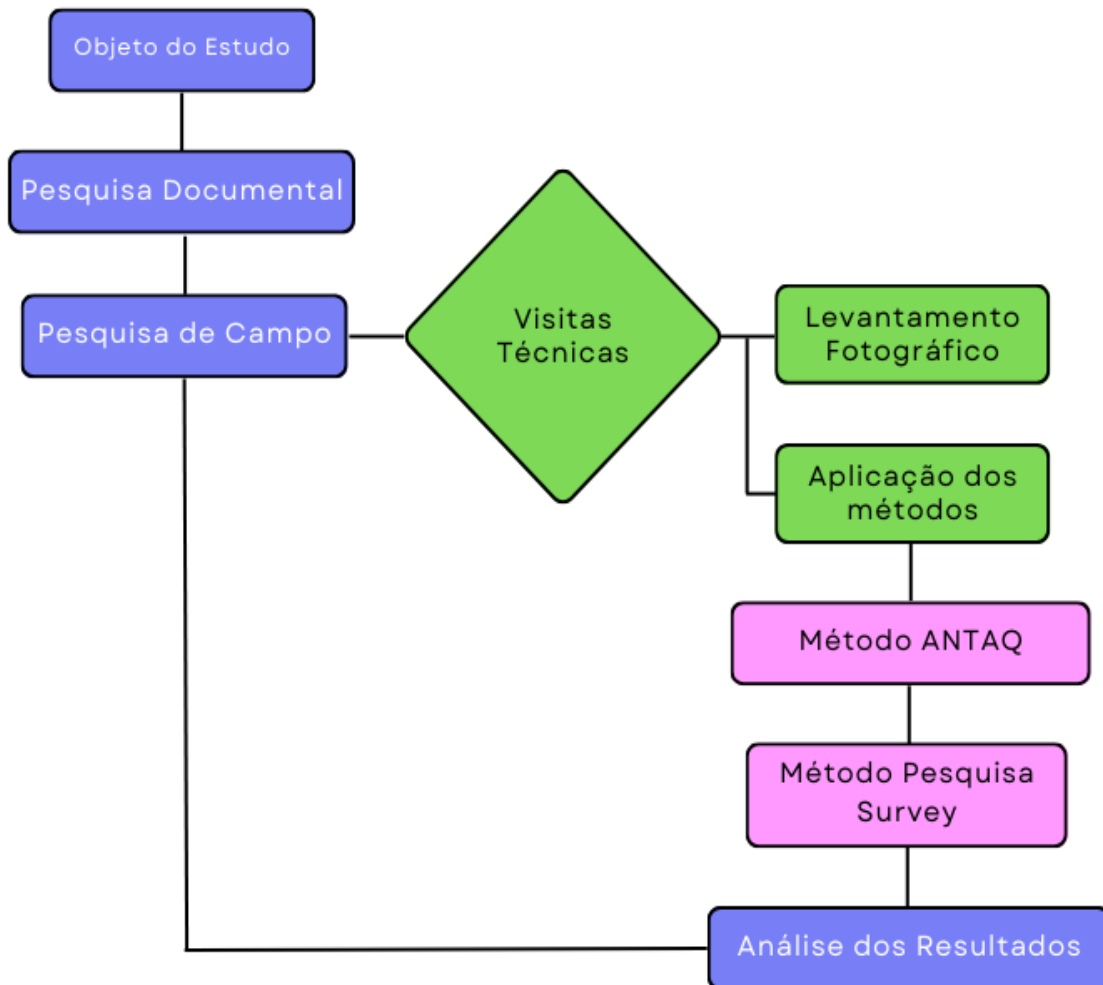 Objeto do Estudo
Pesquisa Documental
Pesquisa de Campo
Visitas
Técnicas
Levantamento
Fotográfico
Aplicação dos
métodos
Método ANTAQ
Método Pesquisa
Survey
Análise dos Resultados